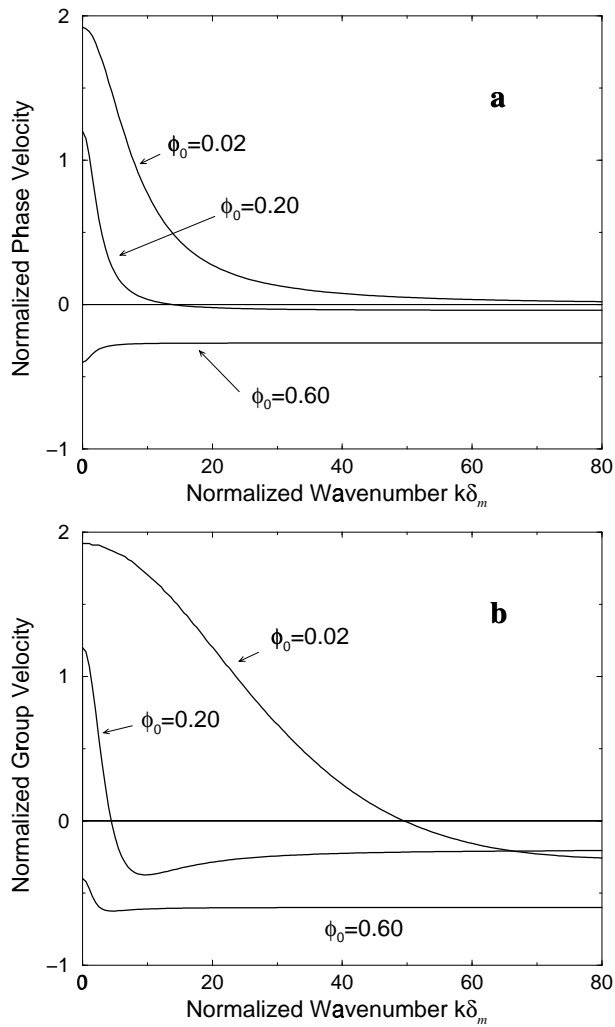 2
a
ϕ₀=0.02
1
ϕ₀=0.20
Normalized Phase Velocity
0
ϕ₀=0.60
−1
0 20 40 60 80
Normalized Wavenumber kδₘ
2
b
ϕ₀=0.02
1
ϕ₀=0.20
Normalized Group Velocity
0
ϕ₀=0.60
−1
0 20 40 60 80
Normalized Wavenumber kδₘ